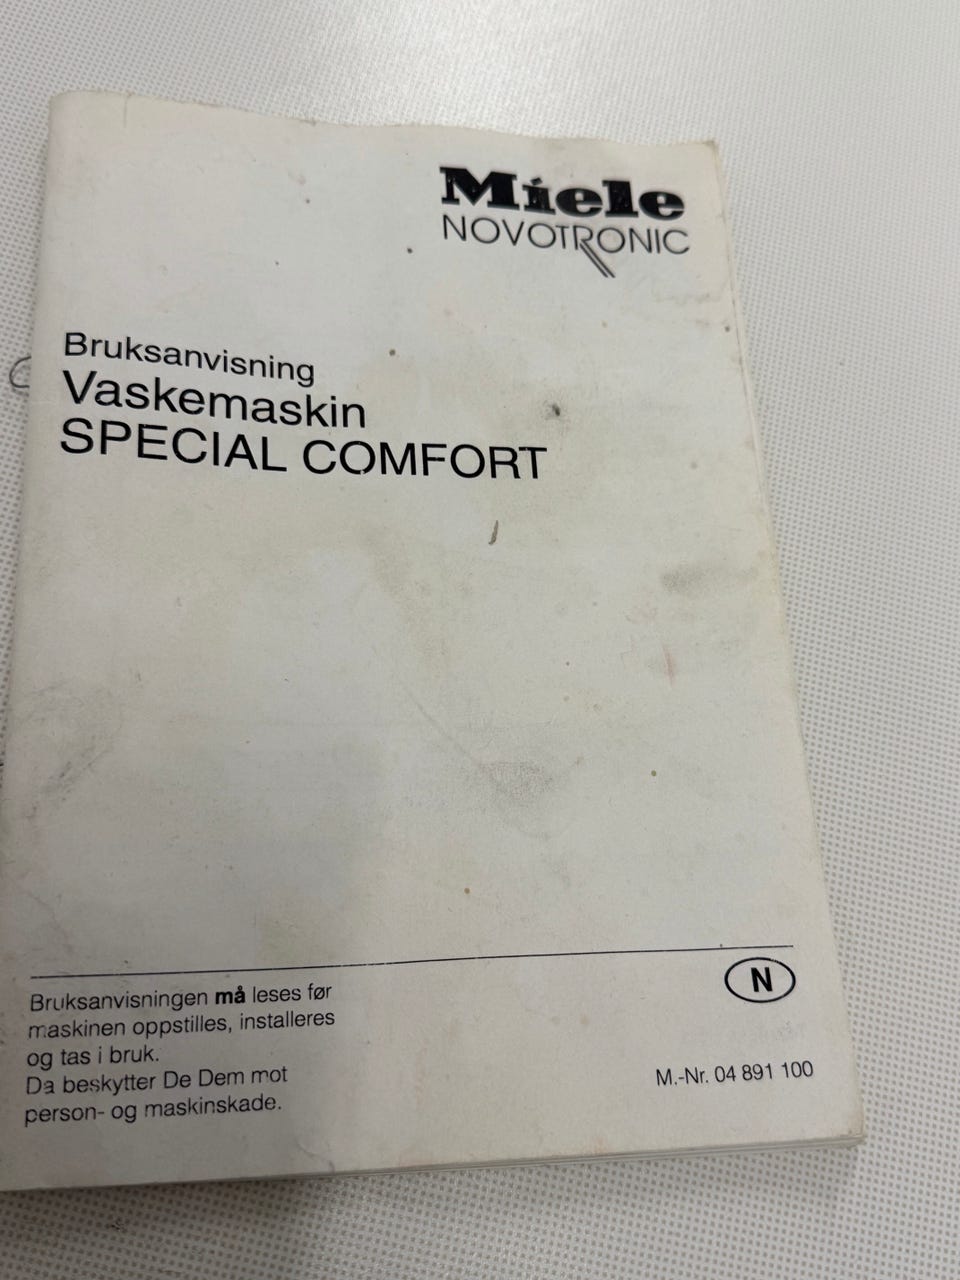 Miele
NOVOTRONIC
Bruksanvisning
Vaskemaskin
SPECIAL COMFORT
Bruksanvisningen må leses før
maskinen oppstilles, installeres
og tas i bruk.
Da beskytter De Dem mot
person- og maskinskade.
N
M.-Nr. 04 891 100